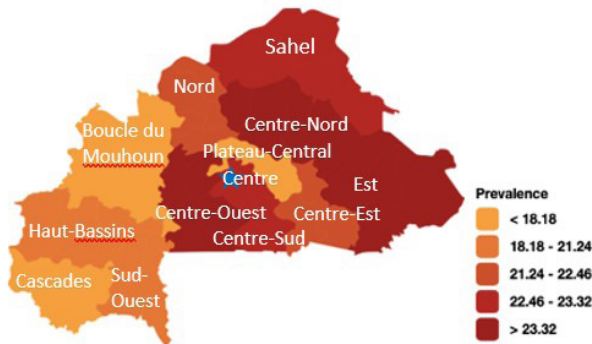 Sahel
Nord
Centre-Nord
Boucle du
Mouhoun
Plateau-Central
Centre
Est
Centre-Ouest
Centre-Est
Haut-Bassins
Centre-Sud
Cascades
Sud-
Ouest
Prevalence
< 18.18
18.18 - 21.24
21.24 - 22.46
22.46 - 23.32
> 23.32